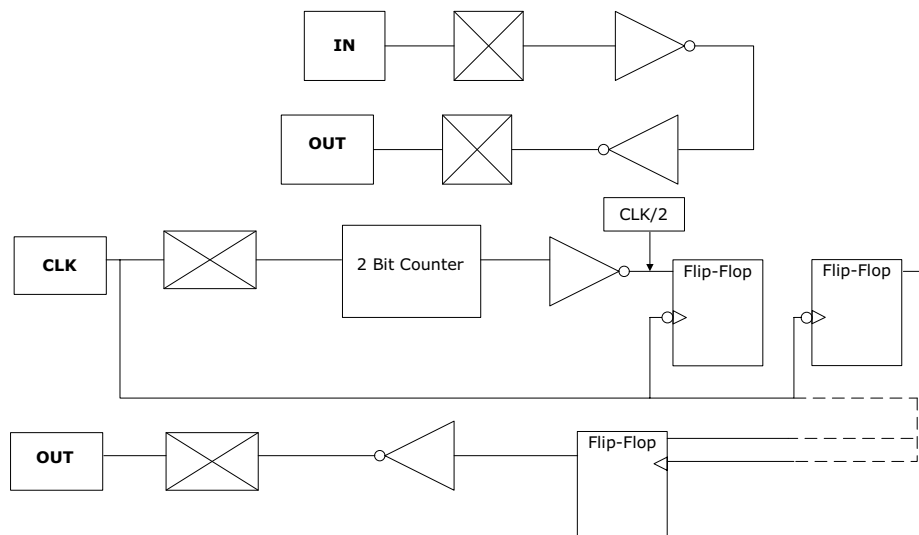 IN
OUT
CLK/2
CLK
2 Bit Counter
Flip-Flop
Flip-Flop
OUT
Flip-Flop